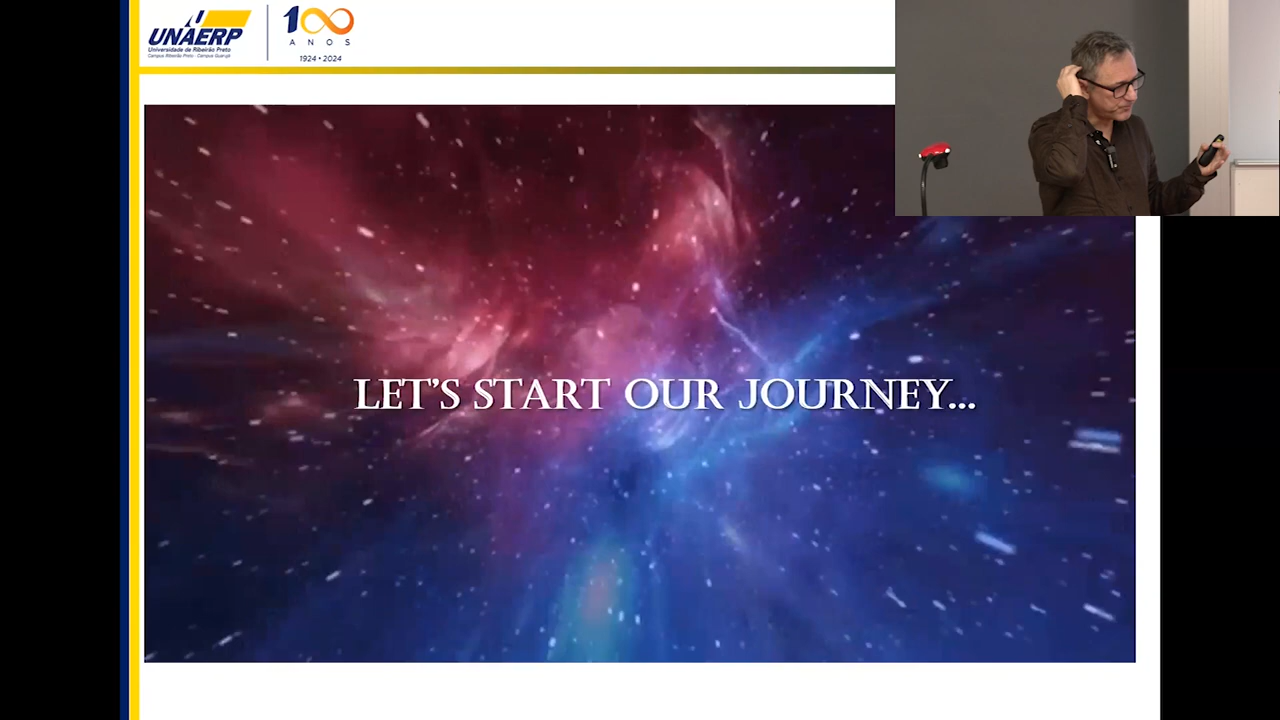 UNAERP
Universidade de Ribeirão Preto
Campus Ribeirão Preto - Campus Guarujá
100
ANOS
1924 • 2024
LET'S START OUR JOURNEY...